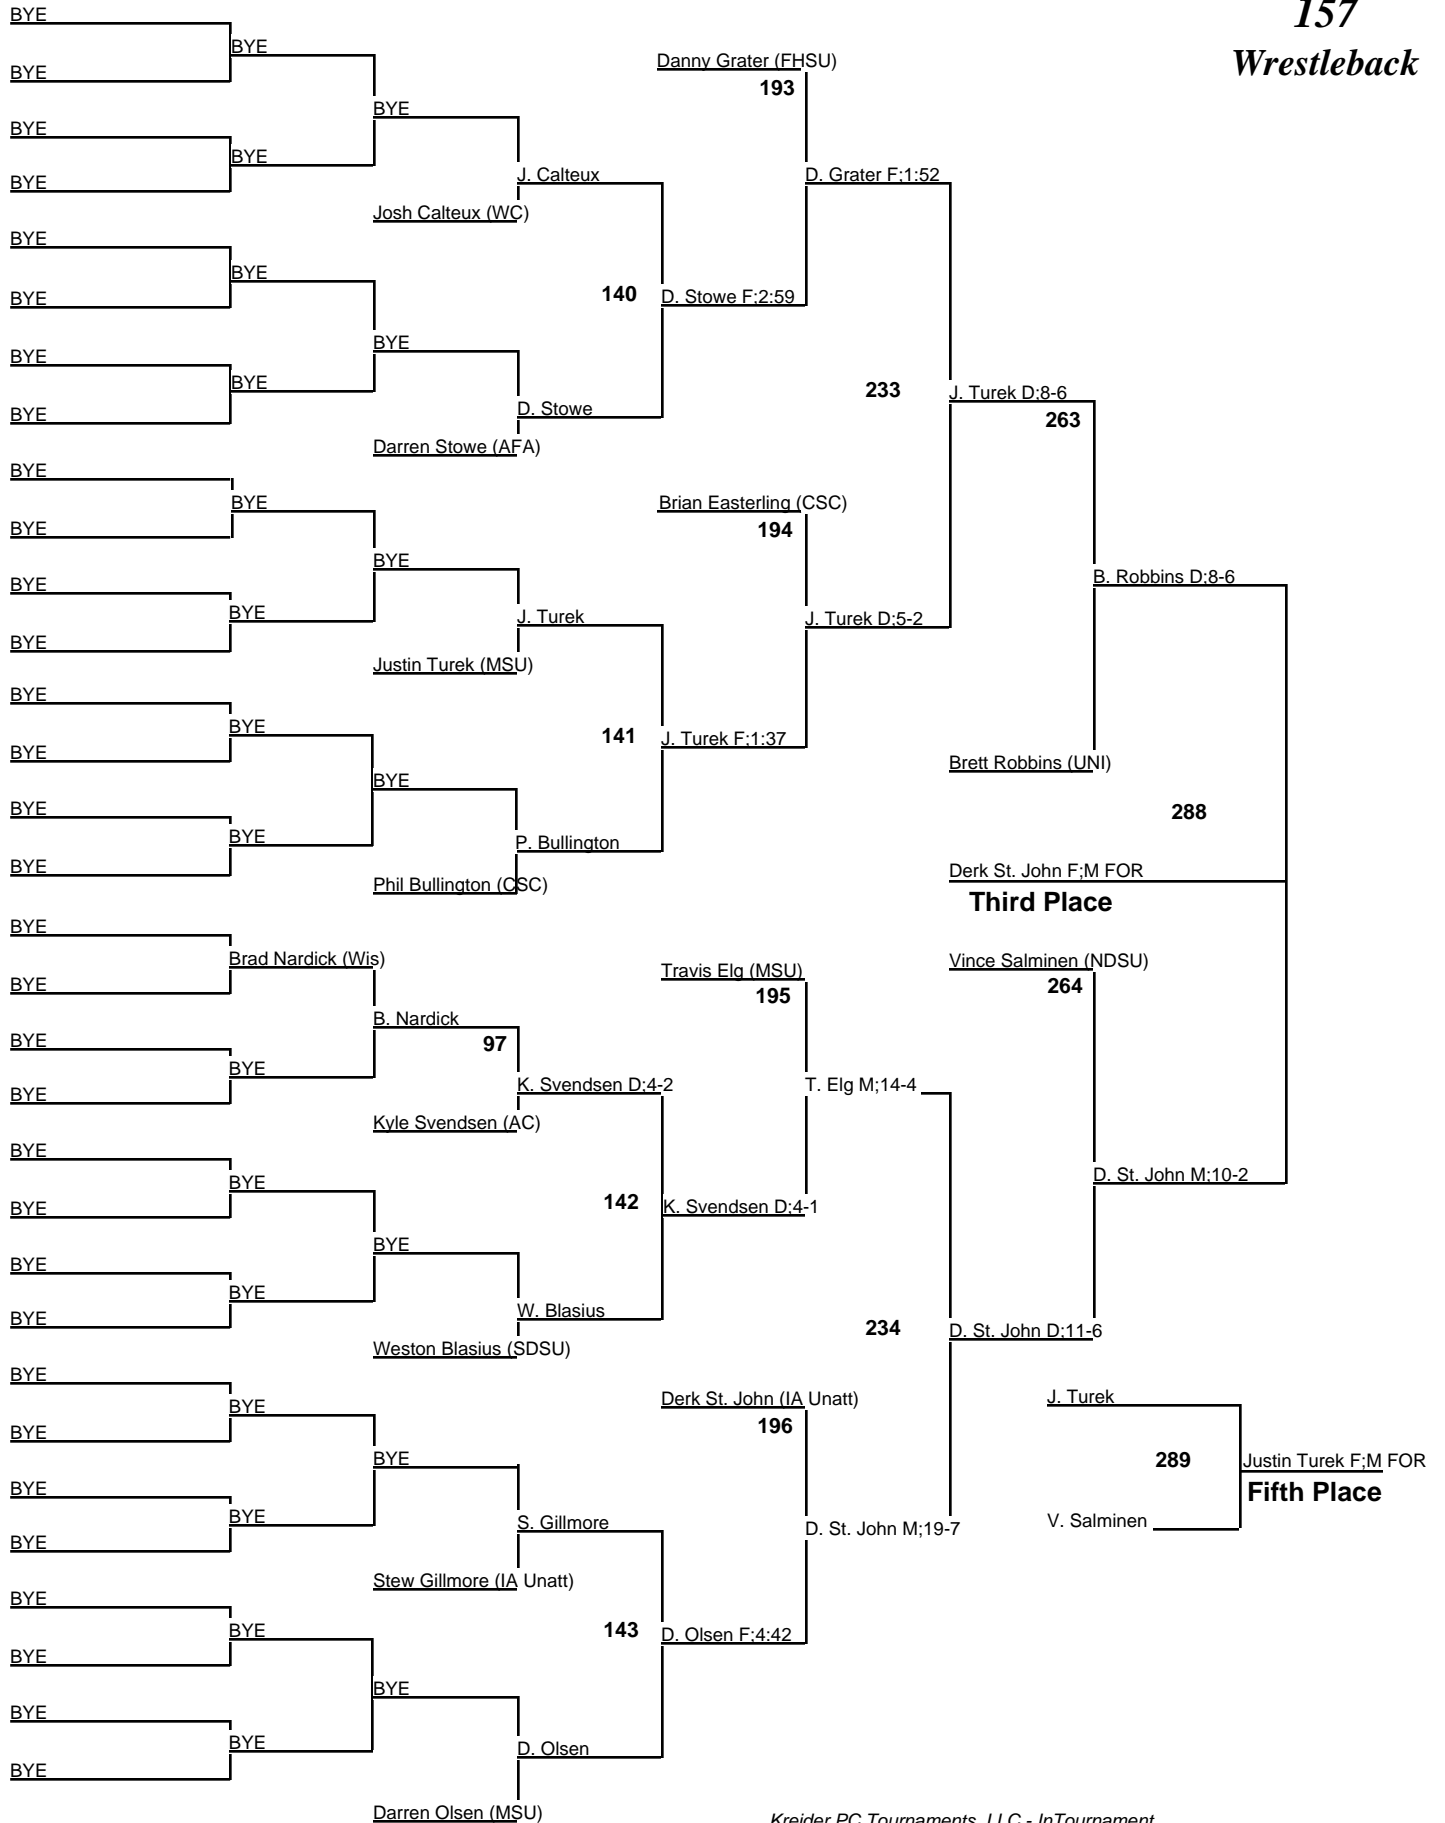 157
Wrestleback
BYE
BYE
BYE
Danny Grater (FHSU)
193
BYE
BYE
BYE
BYE
J. Calteux
D. Grater F;1:52
Josh Calteux (WC)
BYE
BYE
BYE
140
D. Stowe F;2:59
BYE
BYE
BYE
233
J. Turek D;8-6
BYE
D. Stowe
263
Darren Stowe (AFA)
BYE
BYE
Brian Easterling (CSC)
BYE
194
BYE
BYE
B. Robbins D;8-6
BYE
J. Turek
J. Turek D;5-2
BYE
Justin Turek (MSU)
BYE
BYE
141
J. Turek F;1:37
BYE
Brett Robbins (UNI)
BYE
BYE
288
BYE
P. Bullington
BYE
Derk St. John F;M FOR
Phil Bullington (CSC)
Third Place
BYE
Brad Nardick (Wis)
Travis Elg (MSU)
Vince Salminen (NDSU)
BYE
195
264
B. Nardick
BYE
97
BYE
K. Svendsen D;4-2
T. Elg M;14-4
BYE
Kyle Svendsen (AC)
BYE
BYE
D. St. John M;10-2
BYE
142
K. Svendsen D;4-1
BYE
BYE
BYE
W. Blasius
BYE
234
D. St. John D;11-6
Weston Blasius (SDSU)
BYE
Derk St. John (IA Unatt)
J. Turek
BYE
196
BYE
BYE
289
Justin Turek F;M FOR
BYE
Fifth Place
BYE
S. Gillmore
D. St. John M;19-7
V. Salminen
BYE
Stew Gillmore (IA Unatt)
BYE
BYE
143
D. Olsen F;4:42
BYE
BYE
BYE
BYE
D. Olsen
BYE
Darren Olsen (MSU)
Kreider PC Tournaments, LLC - InTournament